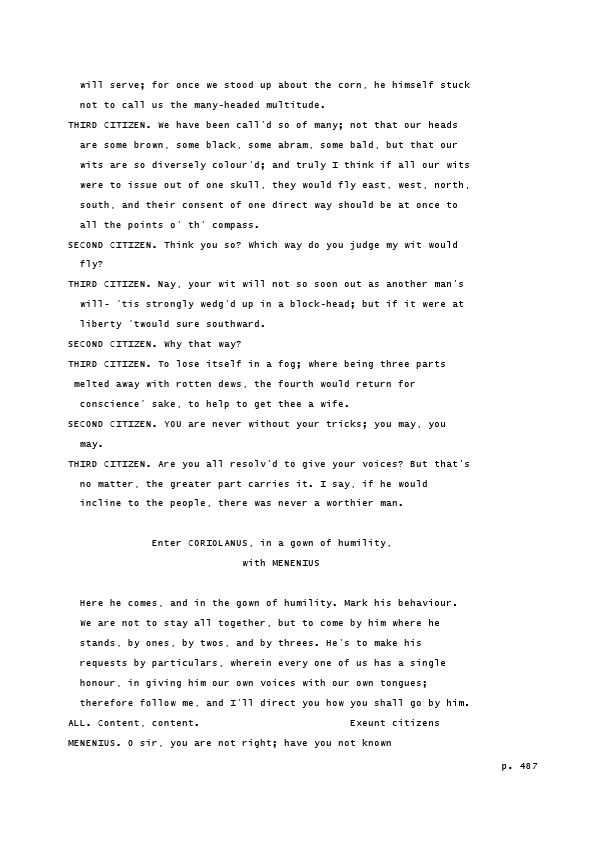 will serve; for once we stood up about the corn, he himself stuck
not to call us the many-headed multitude.
THIRD CITIZEN. We have been call'd so of many; not that our heads
are some brown, some black, some abram, some bald, but that our
wits are so diversely colour'd; and truly I think if all our wits
were to issue out of one skull, they would fly east, west, north,
south, and their consent of one direct way should be at once to
all the points o' th' compass.
SECOND CITIZEN. Think you so? Which way do you judge my wit would
fly?
THIRD CITIZEN. Nay, your wit will not so soon out as another man's
will- 'tis strongly wedg'd up in a block-head; but if it were at
liberty 'twould sure southward.
SECOND CITIZEN. Why that way?
THIRD CITIZEN. To lose itself in a fog; where being three parts
melted away with rotten dews, the fourth would return for
conscience' sake, to help to get thee a wife.
SECOND CITIZEN. YOU are never without your tricks; you may, you
may.
THIRD CITIZEN. Are you all resolv'd to give your voices? But that's
no matter, the greater part carries it. I say, if he would
incline to the people, there was never a worthier man.
Enter CORIOLANUS, in a gown of humility,
with MENENIUS
Here he comes, and in the gown of humility. Mark his behaviour.
We are not to stay all together, but to come by him where he
stands, by ones, by twos, and by threes. He's to make his
requests by particulars, wherein every one of us has a single
honour, in giving him our own voices with our own tongues;
therefore follow me, and I'll direct you how you shall go by him.
ALL. Content, content. Exeunt citizens
MENENIUS. O sir, you are not right; have you not known
p. 487